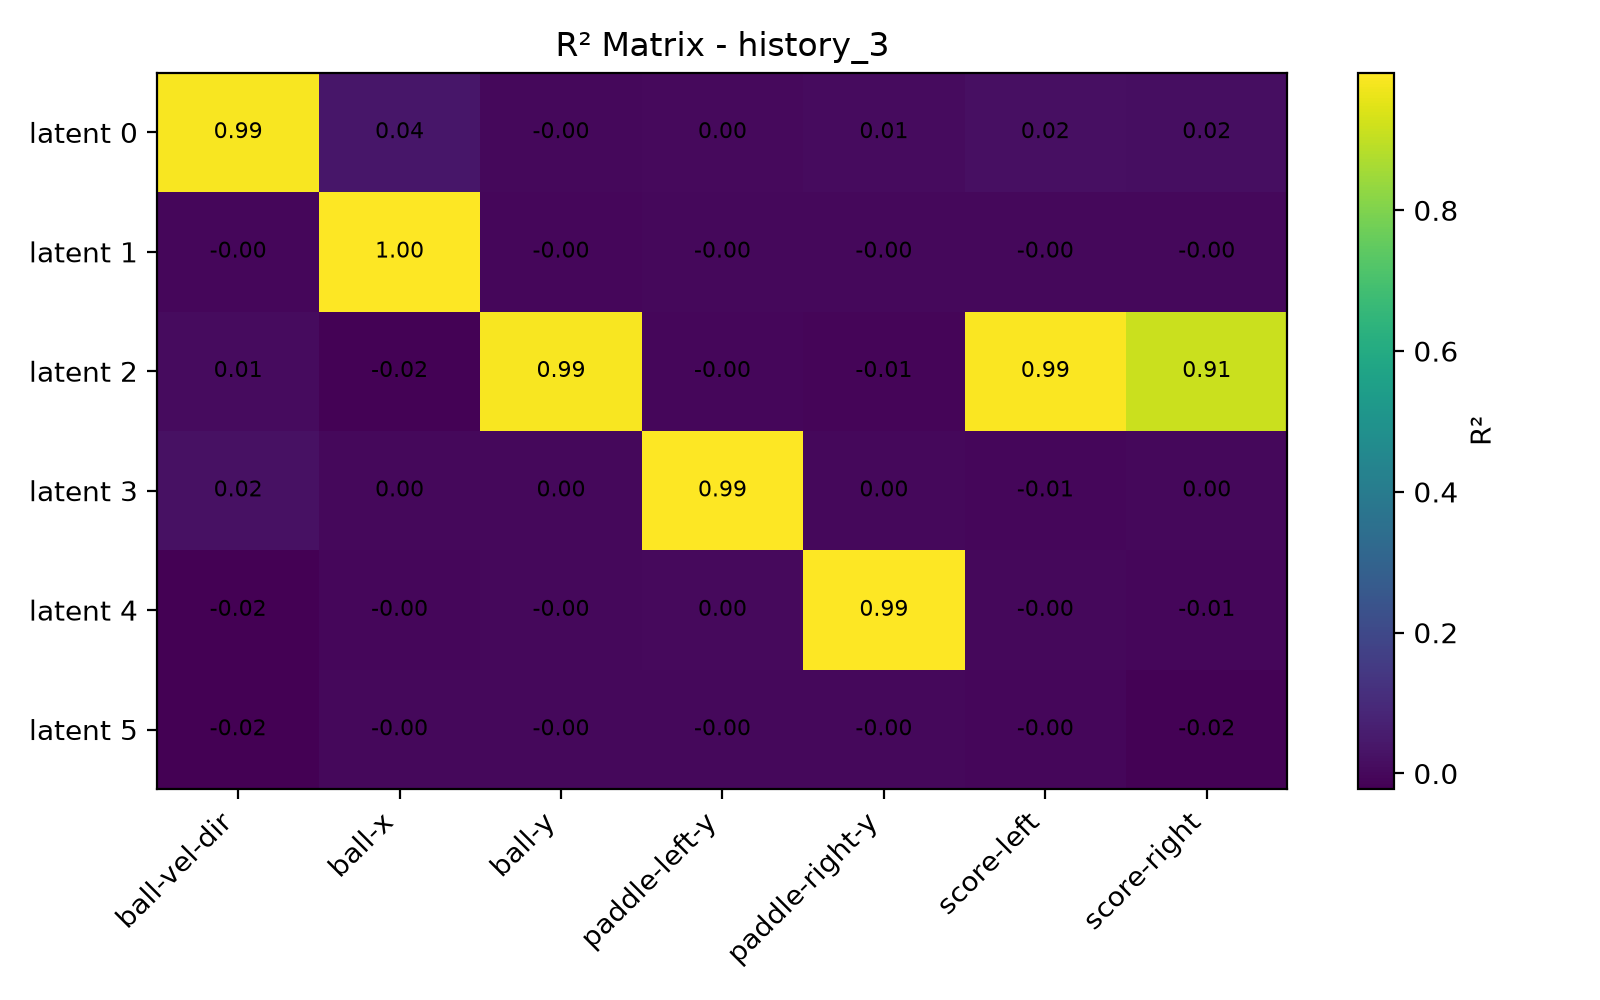 R² Matrix - history_3
latent 0 0.99 0.04 -0.00 0.00 0.01 0.02 0.02
latent 1 -0.00 1.00 -0.00 -0.00 -0.00 -0.00 -0.00
latent 2 0.01 -0.02 0.99 -0.00 -0.01 0.99 0.91
latent 3 0.02 0.00 0.00 0.99 0.00 -0.01 0.00
latent 4 -0.02 -0.00 -0.00 0.00 0.99 -0.00 -0.01
latent 5 -0.02 -0.00 -0.00 -0.00 -0.00 -0.00 -0.02
ball-vel-dir
ball-x
ball-y
paddle-left-y
paddle-right-y
score-left
score-right
0.8
0.6
0.4
0.2
0.0
R²